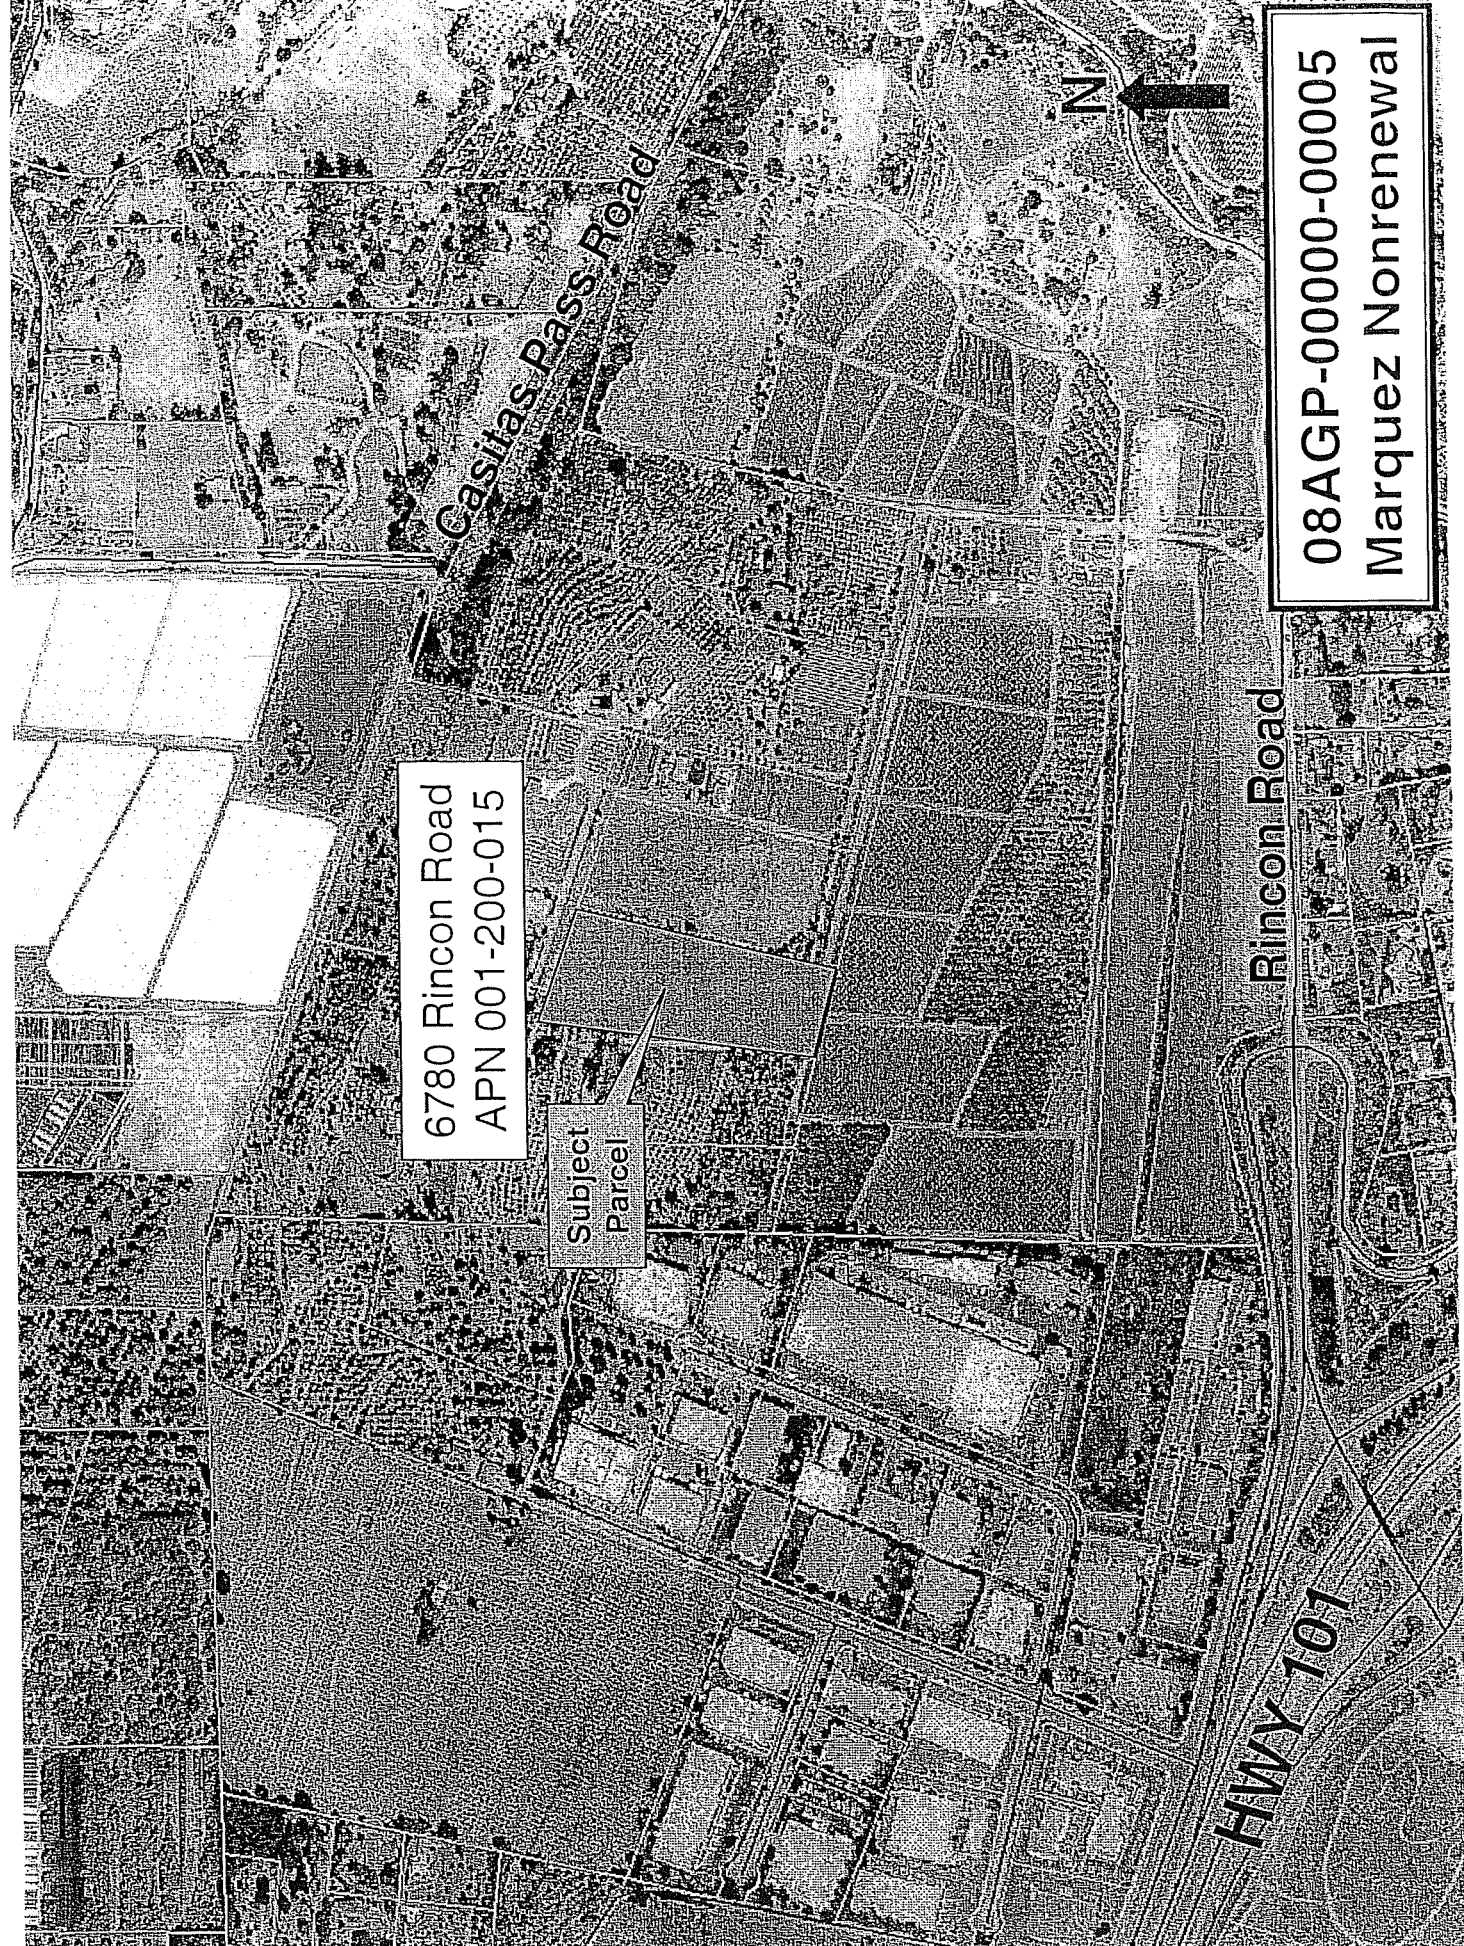 Casitas Pass Road
6780 Rincon Road
APN 001-200-015
Subject
Parcel
N
Rincon Road
HWY 101
08AGP-00000-00005
Marquez Nonrenewal